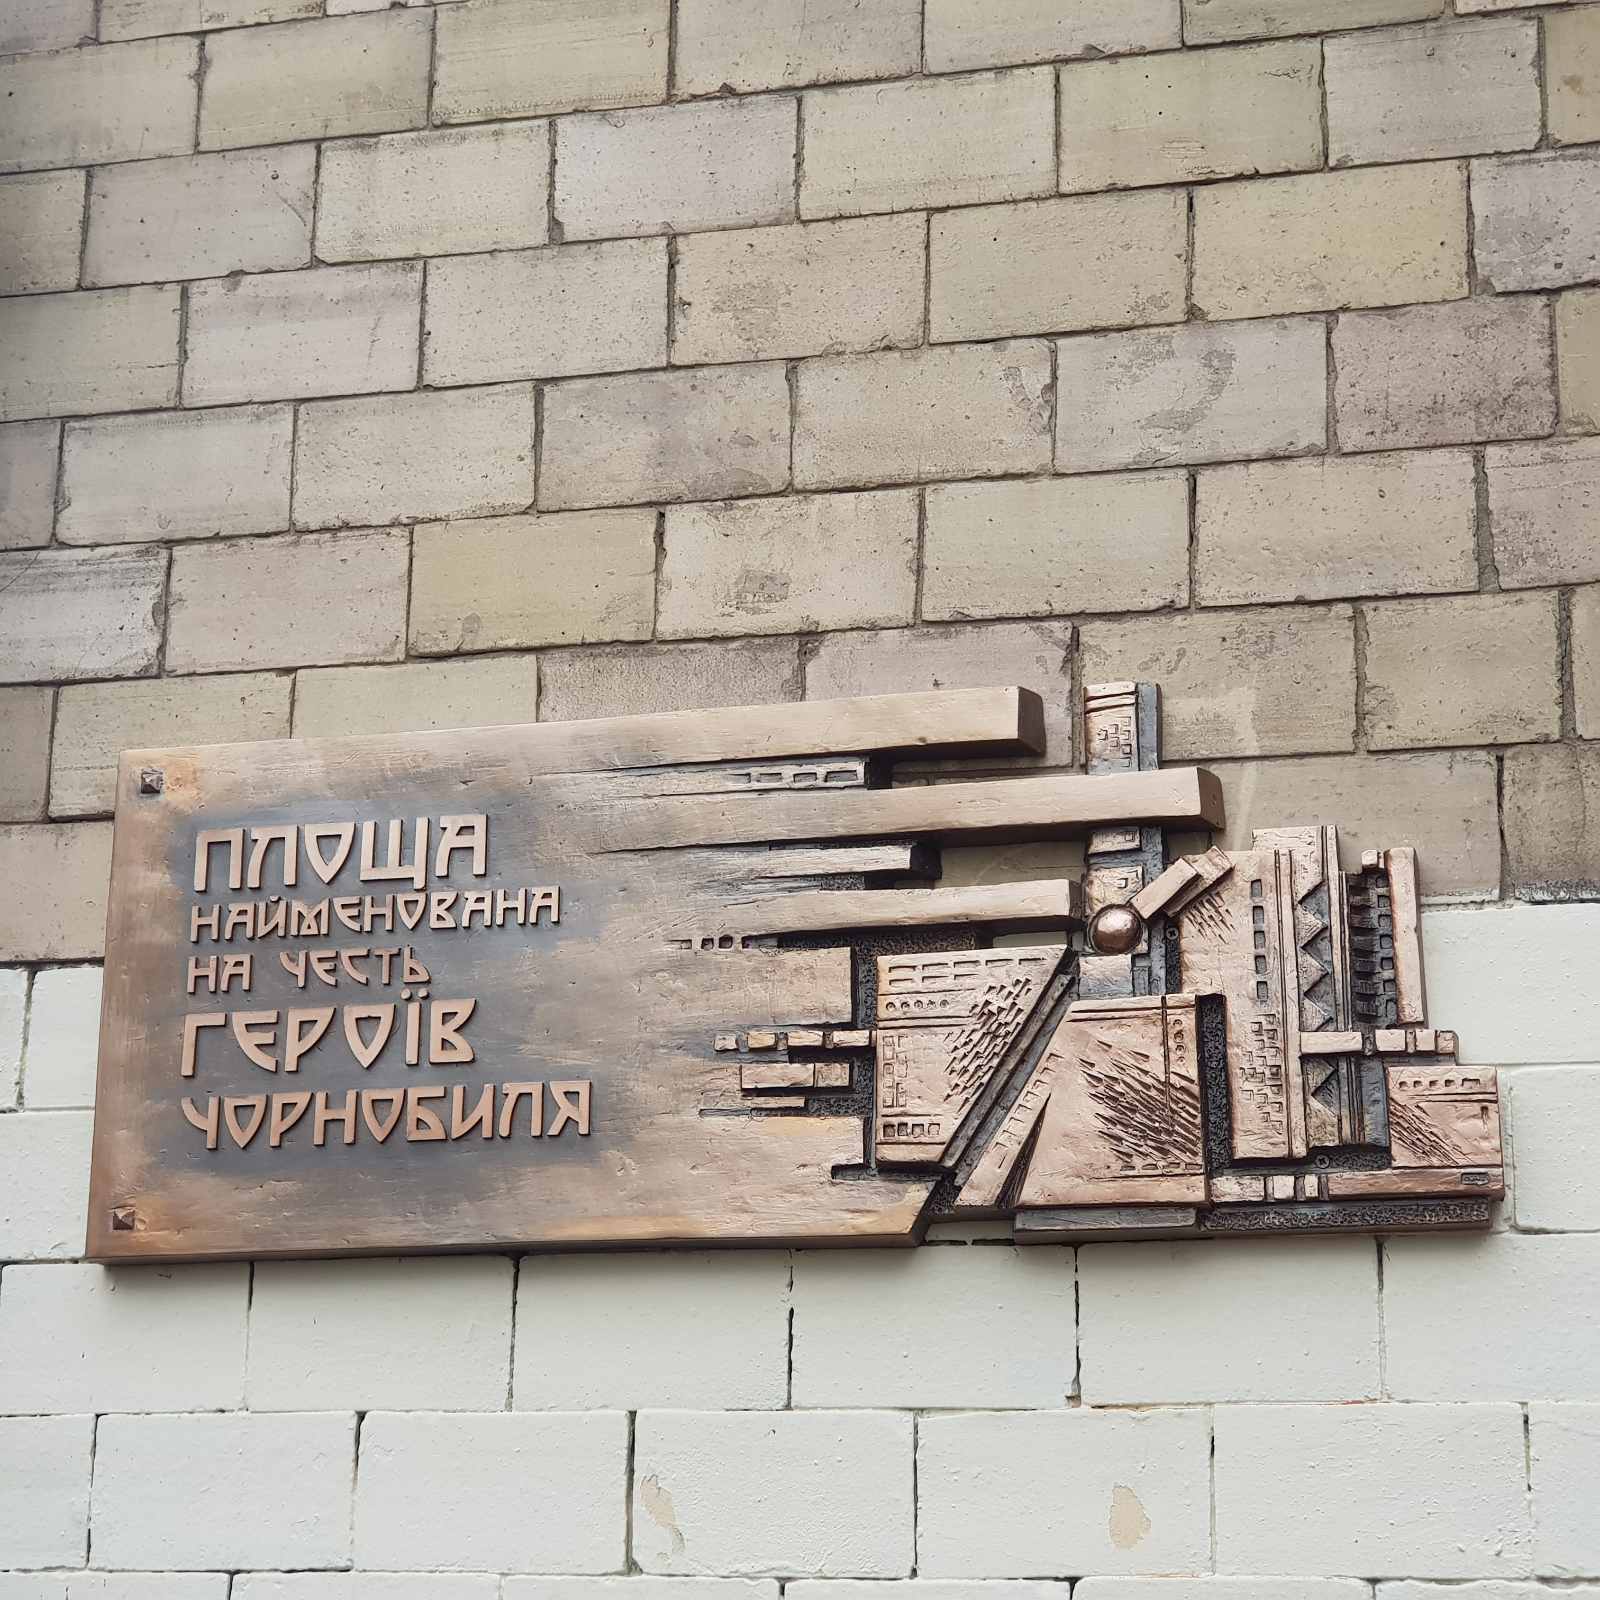 ПЛОЩА
НАЙМЕНОВАНА
НА ЧЕСТЬ
ГЕРОЇВ
ЧОРНОБИЛЯ